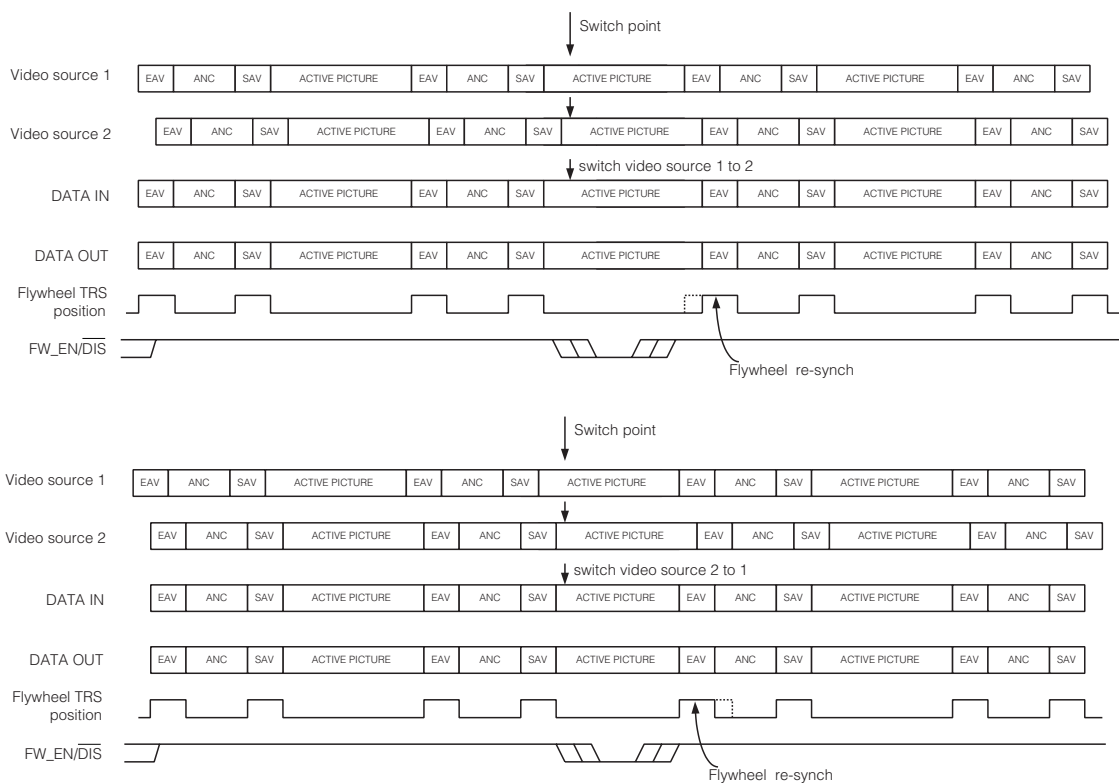 Switch point
Video source 1 EAV ANC SAV ACTIVE PICTURE EAV ANC SAV ACTIVE PICTURE EAV ANC SAV ACTIVE PICTURE EAV ANC SAV
Video source 2 EAV ANC SAV ACTIVE PICTURE EAV ANC SAV ACTIVE PICTURE EAV ANC SAV ACTIVE PICTURE EAV ANC SAV
switch video source 1 to 2
DATA IN EAV ANC SAV ACTIVE PICTURE EAV ANC SAV ACTIVE PICTURE EAV ANC SAV ACTIVE PICTURE EAV ANC SAV
DATA OUT EAV ANC SAV ACTIVE PICTURE EAV ANC SAV ACTIVE PICTURE EAV ANC SAV ACTIVE PICTURE EAV ANC SAV
Flywheel TRS
position
FW_EN/DIS
Flywheel re-synch
Switch point
Video source 1 EAV ANC SAV ACTIVE PICTURE EAV ANC SAV ACTIVE PICTURE EAV ANC SAV ACTIVE PICTURE EAV ANC SAV
Video source 2 EAV ANC SAV ACTIVE PICTURE EAV ANC SAV ACTIVE PICTURE EAV ANC SAV ACTIVE PICTURE EAV ANC SAV
switch video source 2 to 1
DATA IN EAV ANC SAV ACTIVE PICTURE EAV ANC SAV ACTIVE PICTURE EAV ANC SAV ACTIVE PICTURE EAV ANC SAV
DATA OUT EAV ANC SAV ACTIVE PICTURE EAV ANC SAV ACTIVE PICTURE EAV ANC SAV ACTIVE PICTURE EAV ANC SAV
Flywheel TRS
position
FW_EN/DIS
Flywheel re-synch